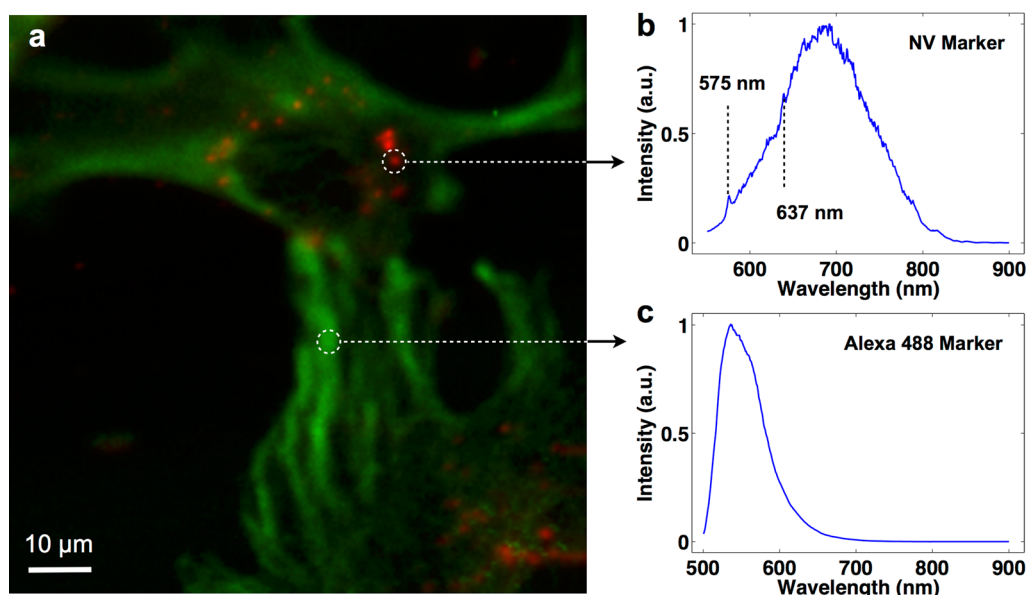 a
10 µm
b
NV Marker
575 nm
637 nm
Intensity (a.u.)
1
0.5
0
600 700 800 900
Wavelength (nm)
c
Alexa 488 Marker
Intensity (a.u.)
1
0.5
0
500 600 700 800 900
Wavelength (nm)